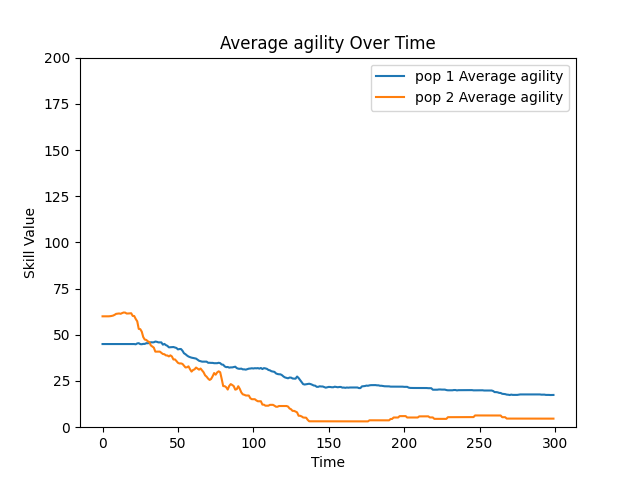 Average agility Over Time
pop 1 Average agility
pop 2 Average agility
Skill Value
200
175
150
125
100
75
50
25
0
0 50 100 150 200 250 300
Time